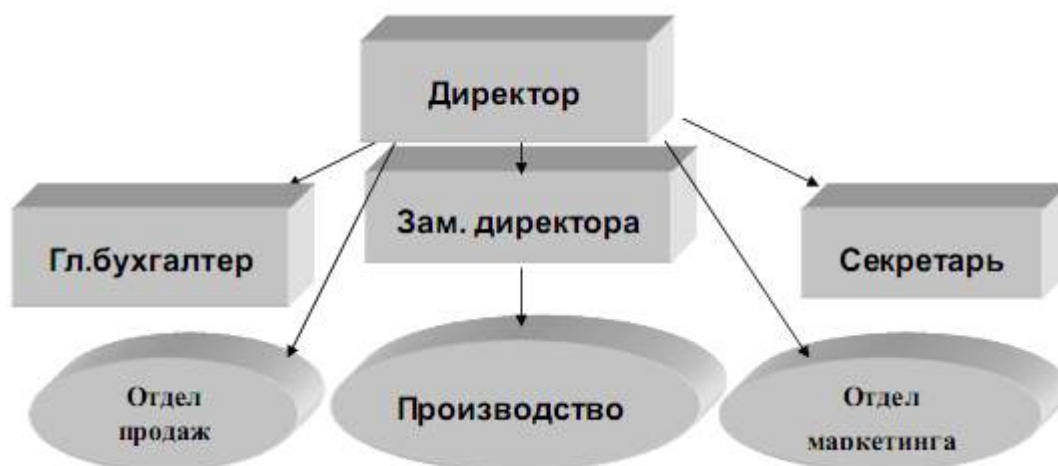 Директор
Гл.бухгалтер
Зам. директора
Секретарь
Отдел
продаж
Производство
Отдел
маркетинга